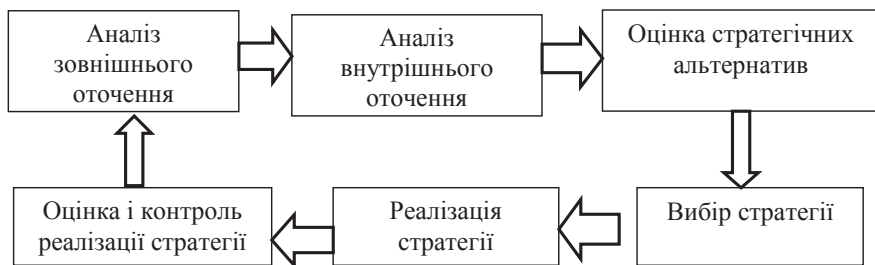 Аналіз
зовнішнього
оточення
Аналіз
внутрішнього
оточення
Оцінка стратегічних
альтернатив
Оцінка і контроль
реалізації стратегії
Реалізація
стратегії
Вибір стратегії